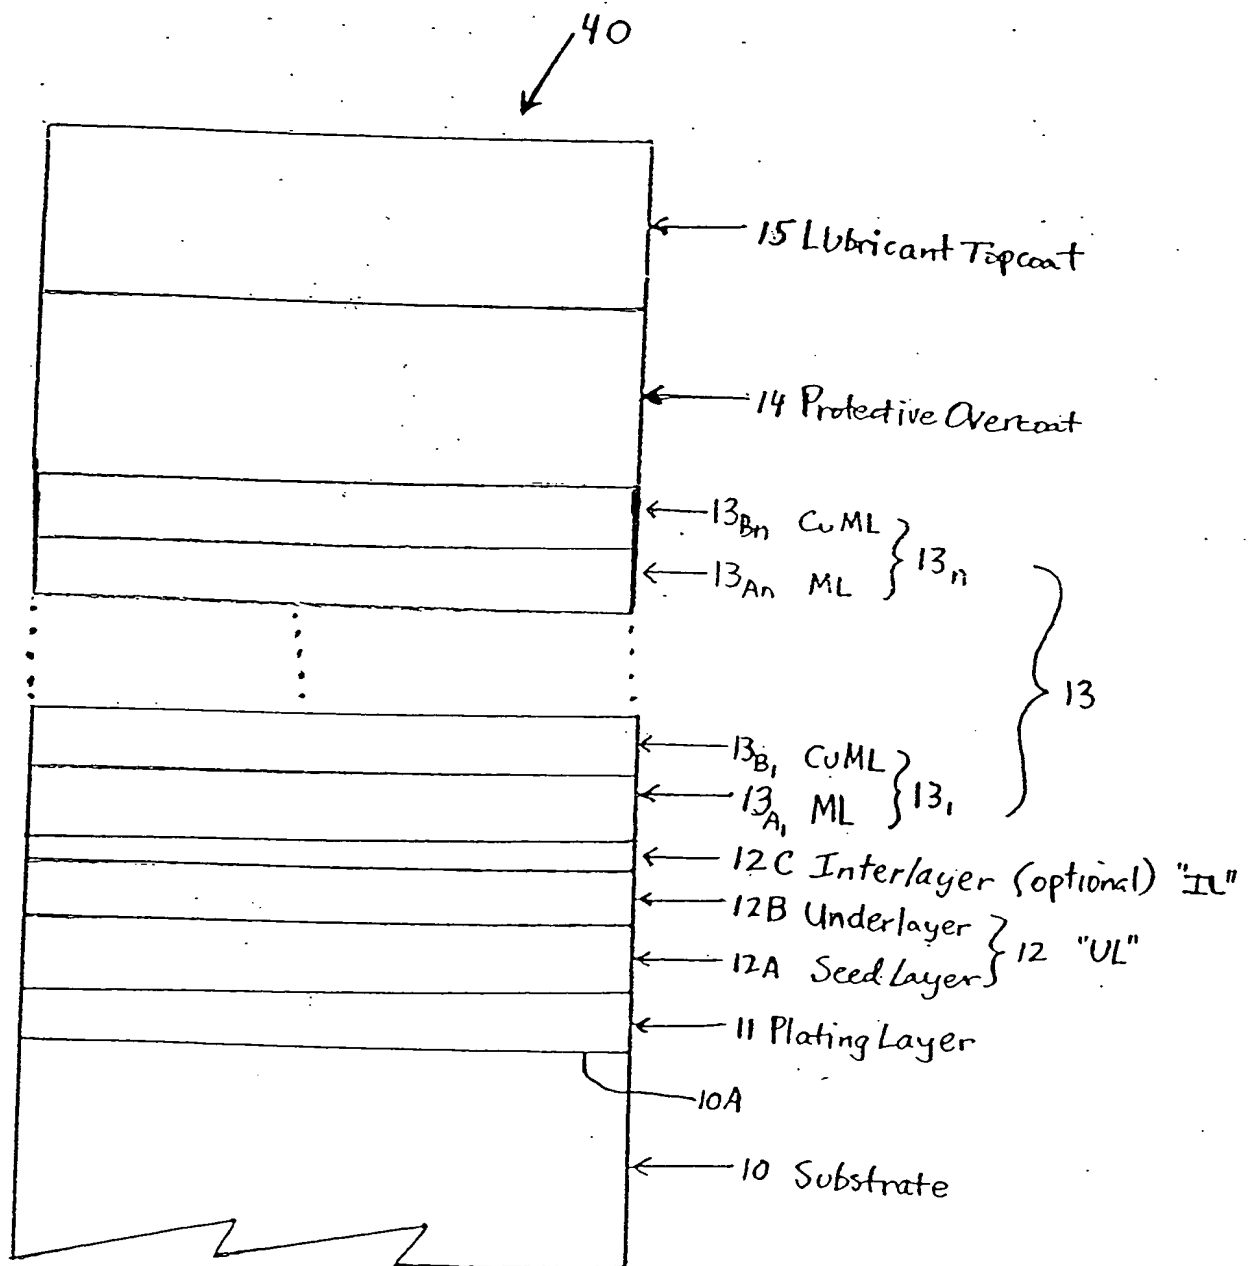 40
15 Lubricant Topcoat
14 Protective Overcoat
13Bn CuML
13n
13An ML
13
13B1 CuML
131
13A1 ML
12C Interlayer (optional) "IL"
12B Underlayer
12 "UL"
12A Seed Layer
11 Plating Layer
10A
10 Substrate